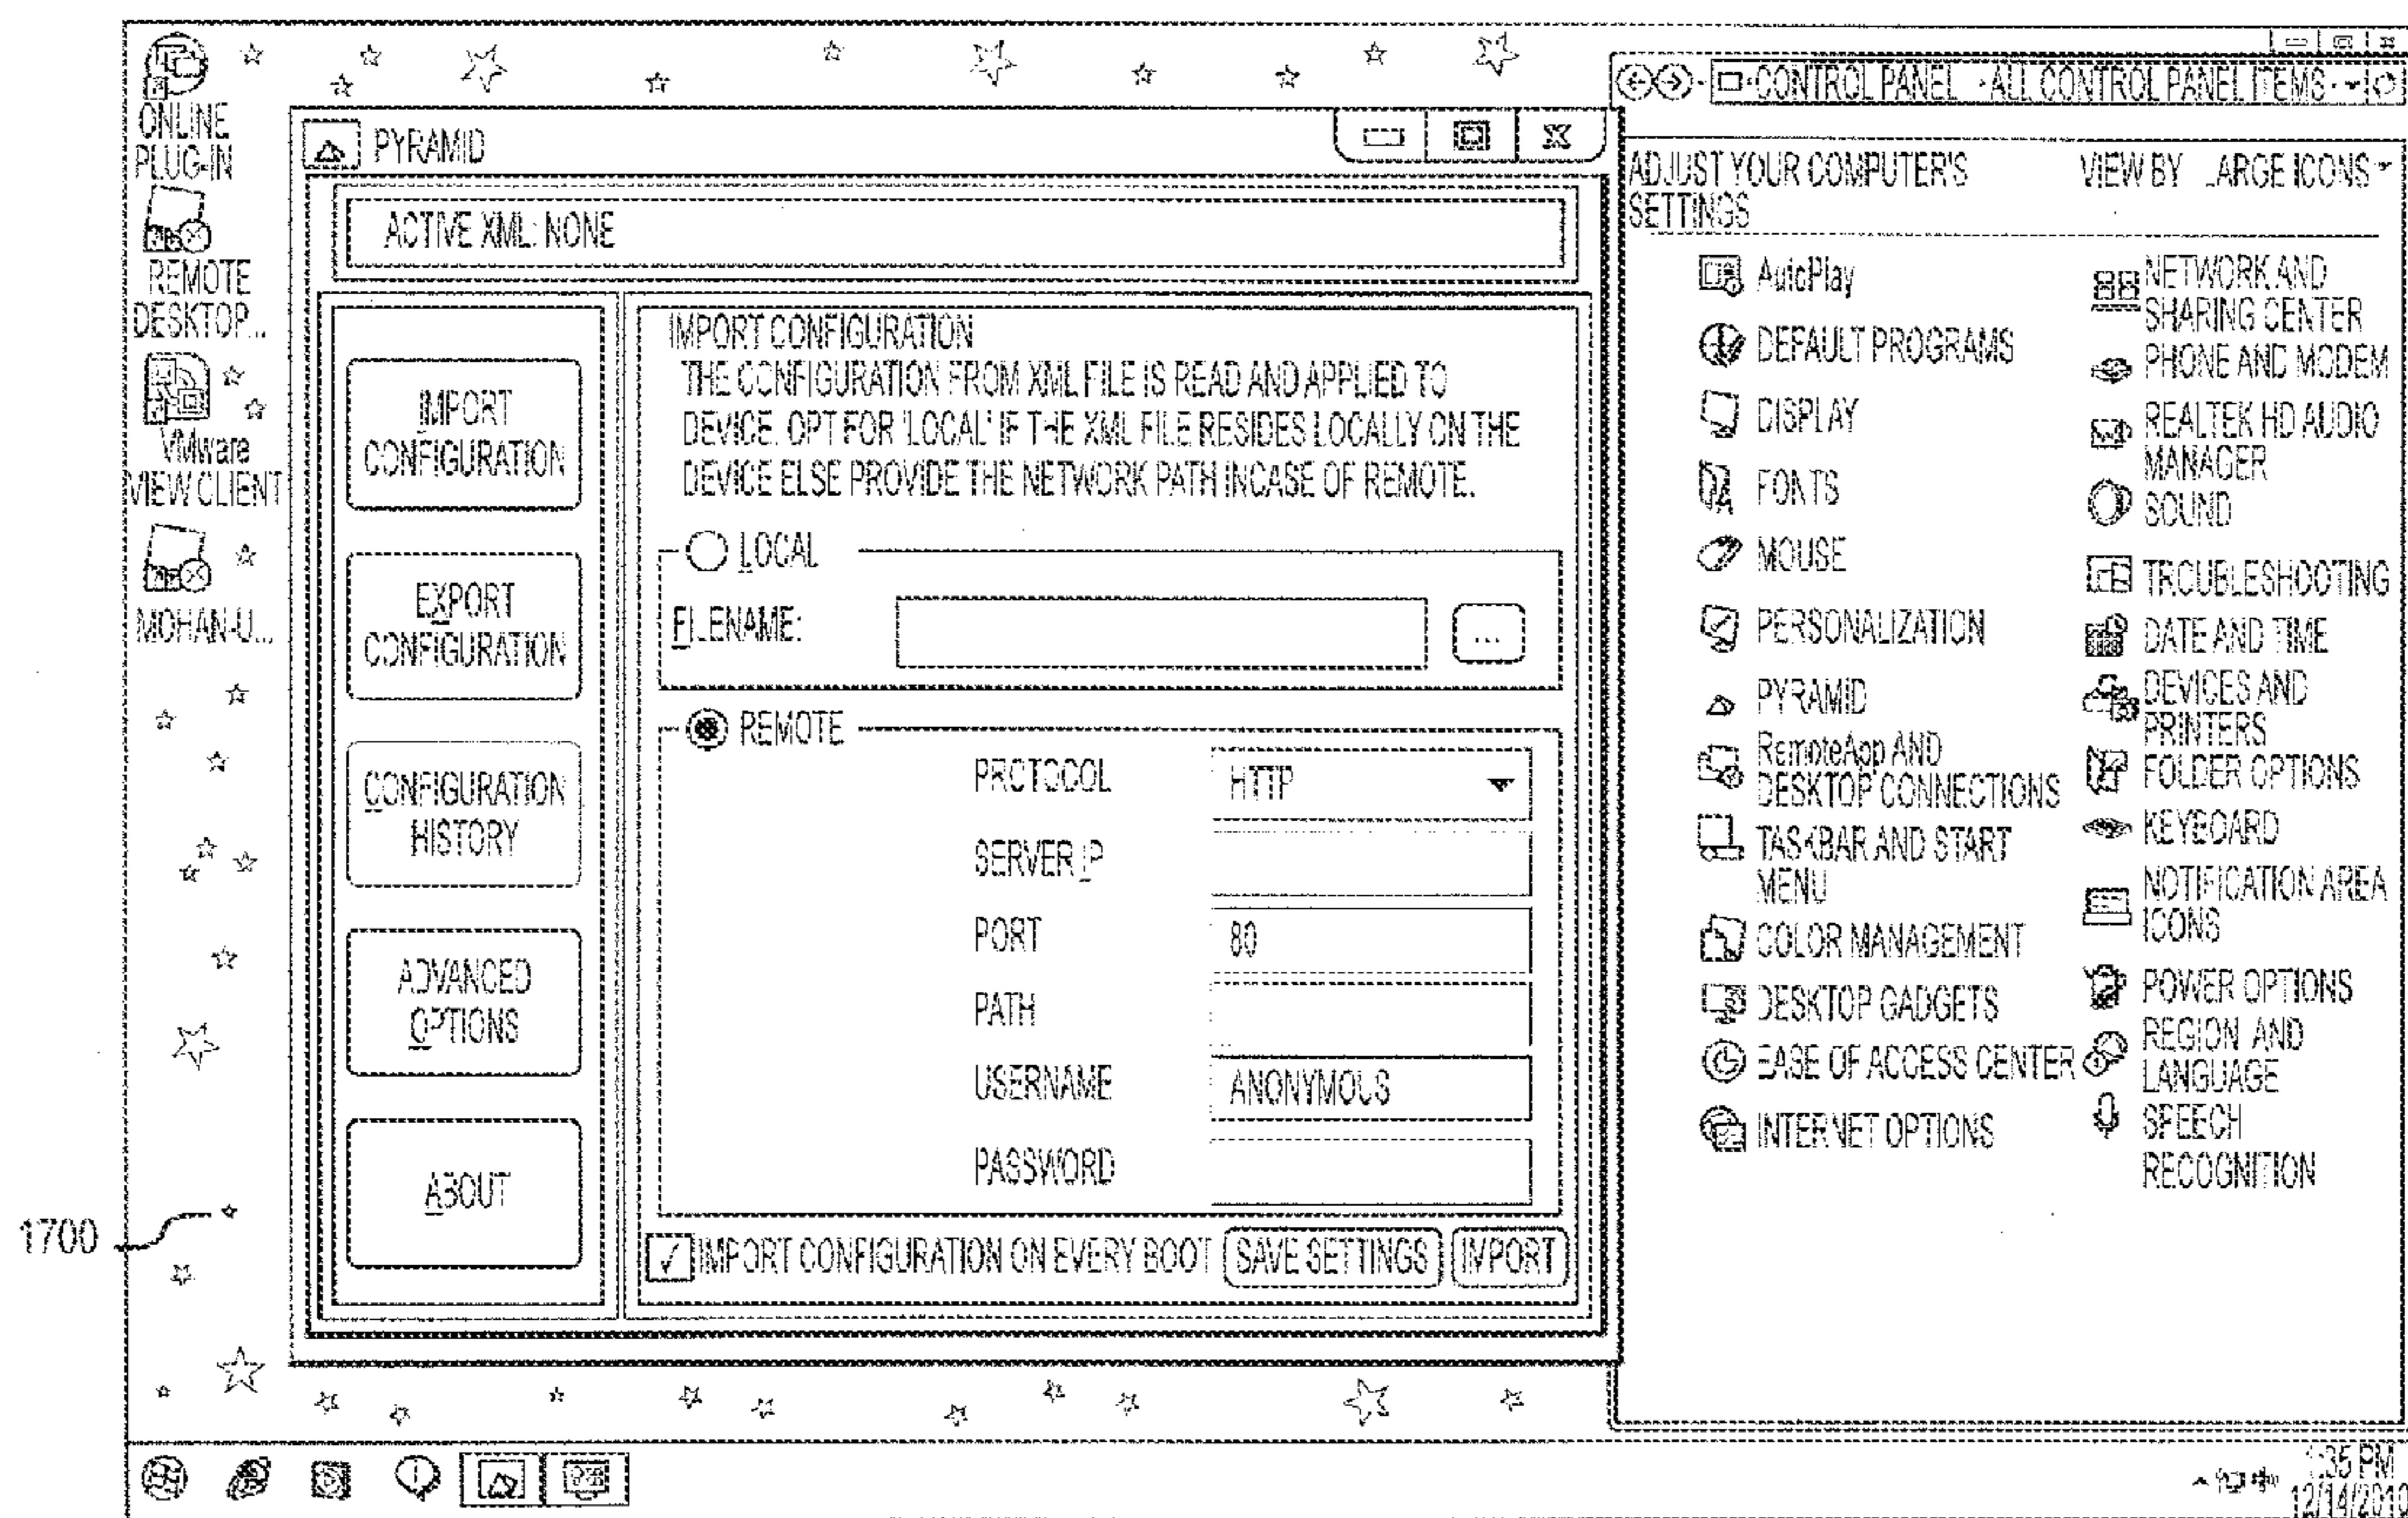 ONLINE
PLUG-IN
REMOTE
DESKTOP...
VMware
VIEW CLIENT
MOHAN-U...
1700
PYRAMID
ACTIVE XML: NONE
IMPORT
CONFIGURATION
EXPORT
CONFIGURATION
CONFIGURATION
HISTORY
ADVANCED
OPTIONS
ABOUT
IMPORT CONFIGURATION
THE CONFIGURATION FROM XML FILE IS READ AND APPLIED TO
DEVICE. OPT FOR 'LOCAL' IF THE XML FILE RESIDES LOCALLY ON THE
DEVICE ELSE PROVIDE THE NETWORK PATH INCASE OF REMOTE.
LOCAL
FILENAME:
...
REMOTE
PROTOCOL HTTP
SERVER IP
PORT 80
PATH
USERNAME ANONYMOUS
PASSWORD
IMPORT CONFIGURATION ON EVERY BOOT SAVE SETTINGS IMPORT
CONTROL PANEL ALL CONTROL PANEL ITEMS
ADJUST YOUR COMPUTER'S
SETTINGS
VIEW BY LARGE ICONS
AutoPlay
DEFAULT PROGRAMS
DISPLAY
FONTS
MOUSE
PERSONALIZATION
PYRAMID
RemoteApp AND
DESKTOP CONNECTIONS
TASKBAR AND START
MENU
COLOR MANAGEMENT
DESKTOP GADGETS
EASE OF ACCESS CENTER
INTERNET OPTIONS
NETWORK AND
SHARING CENTER
PHONE AND MODEM
REALTEK HD AUDIO
MANAGER
SOUND
TROUBLESHOOTING
DATE AND TIME
DEVICES AND
PRINTERS
FOLDER OPTIONS
KEYBOARD
NOTIFICATION AREA
ICONS
POWER OPTIONS
REGION AND
LANGUAGE
SPEECH
RECOGNITION
1:35 PM
12/14/2010